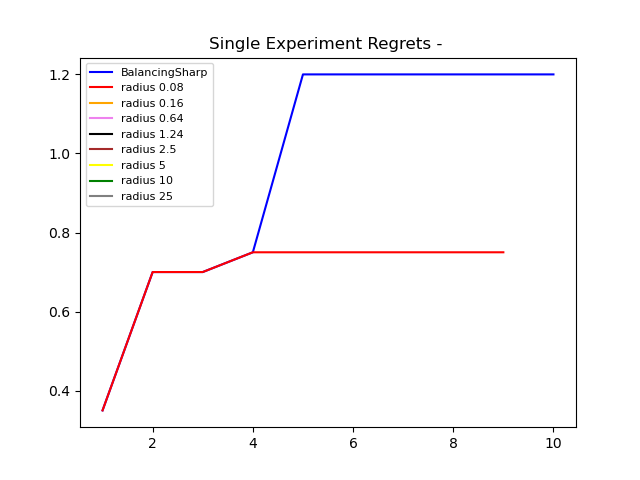 Single Experiment Regrets -
BalancingSharp
radius 0.08
radius 0.16
radius 0.64
radius 1.24
radius 2.5
radius 5
radius 10
radius 25
1.2
1.0
0.8
0.6
0.4
2 4 6 8 10